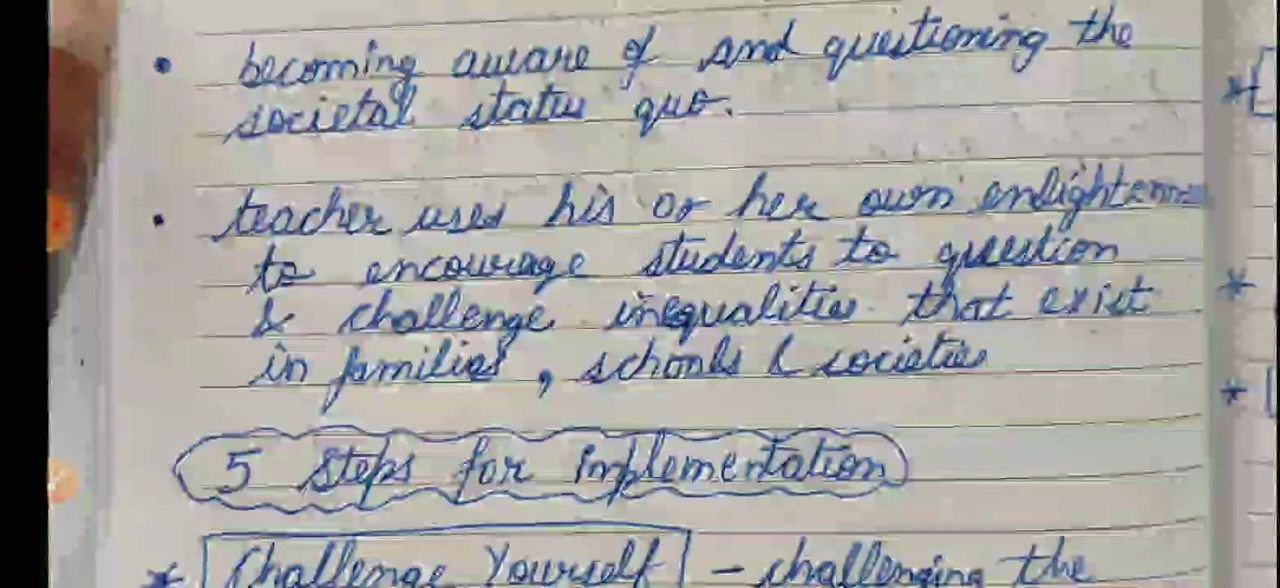 • becoming aware of and questioning the
societal status quo.
• teacher uses his or her own
to encourage students to question
& challenge inequalities that exist
in families, schools & societies
5 Steps for implementation
* Challenge Yourself - challenging the
*
*
*